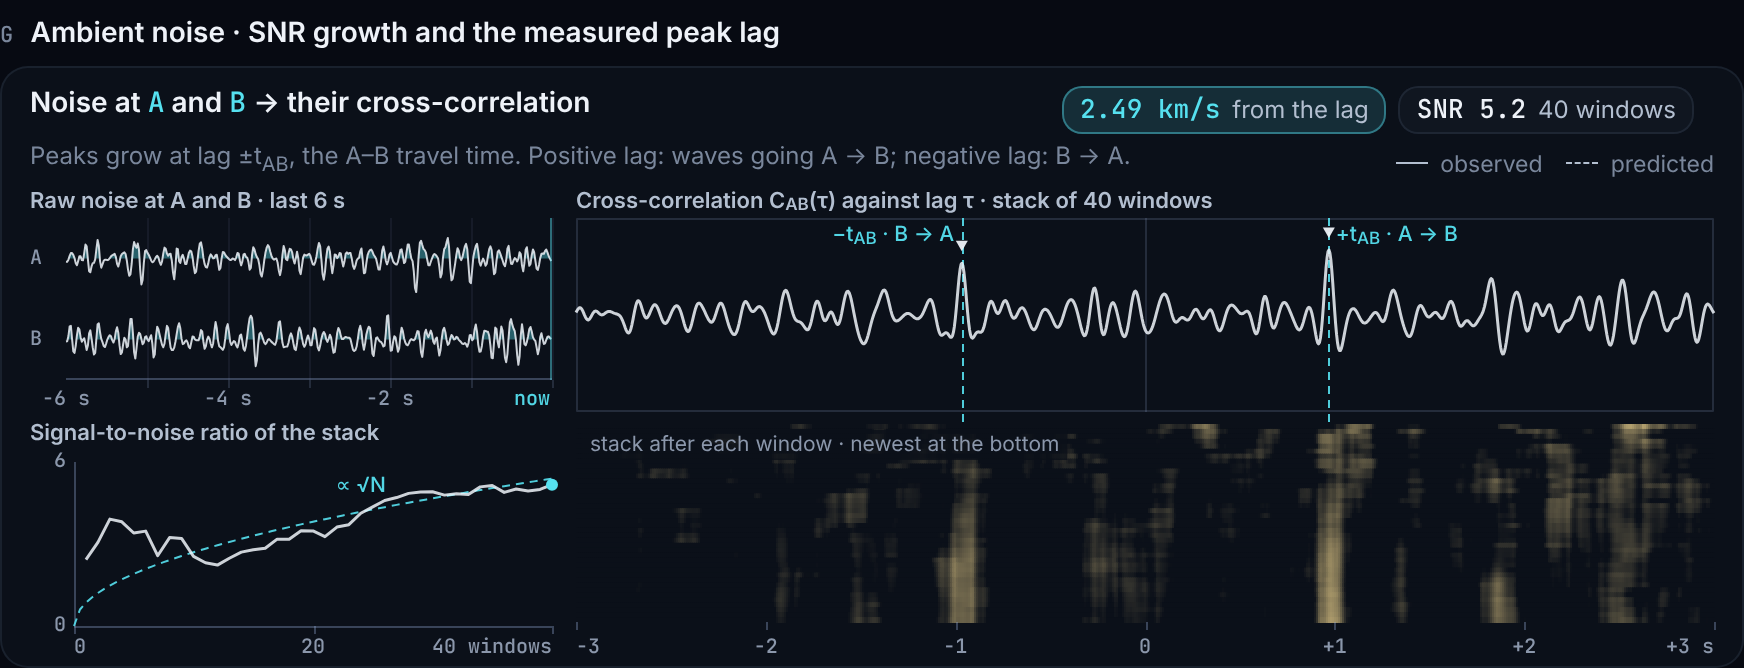 G Ambient noise · SNR growth and the measured peak lag
Noise at A and B → their cross-correlation
2.49 km/s from the lag
SNR 5.2 40 windows
Peaks grow at lag ±tAB, the A–B travel time. Positive lag: waves going A → B; negative lag: B → A.
observed
predicted
Raw noise at A and B · last 6 s
A
B
-6 s
-4 s
-2 s
now
Cross-correlation CAB(τ) against lag τ · stack of 40 windows
−tAB · B → A
+tAB · A → B
Signal-to-noise ratio of the stack
6
∝ √N
0
0
20
40 windows
stack after each window · newest at the bottom
-3
-2
-1
0
+1
+2
+3 s